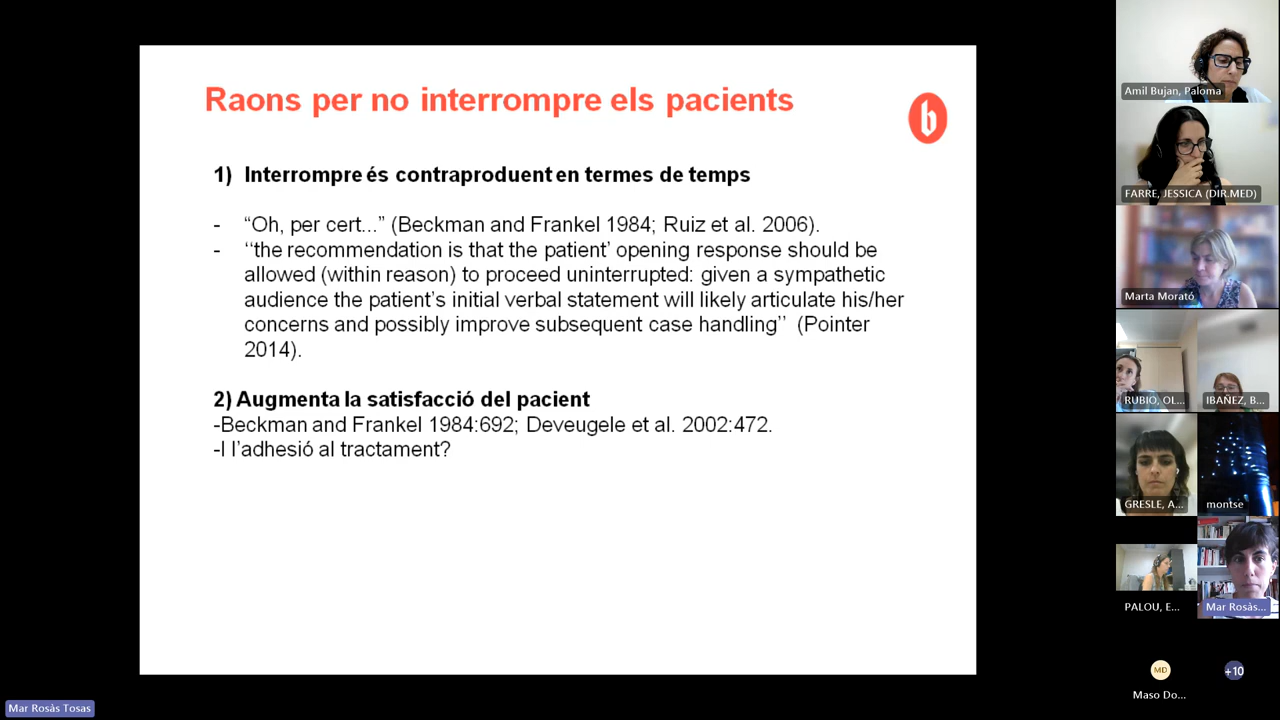 Raons per no interrompre els pacients
b
1) Interrompre és contraproduent en termes de temps
- “Oh, per cert...” (Beckman and Frankel 1984; Ruiz et al. 2006).
- ‘‘the recommendation is that the patient’ opening response should be
allowed (within reason) to proceed uninterrupted: given a sympathetic
audience the patient’s initial verbal statement will likely articulate his/her
concerns and possibly improve subsequent case handling’’ (Pointer
2014).
2) Augmenta la satisfacció del pacient
-Beckman and Frankel 1984:692; Deveugele et al. 2002:472.
-I l’adhesió al tractament?
Amil Bujan, Paloma
FARRE, JESSICA (DIR.MED)
Marta Morató
RUBIO, OL...
IBAÑEZ, B...
GRESLE, A...
montse
PALOU, E...
Mar Rosàs...
MD
+10
Maso Do...
Mar Rosàs Tosas